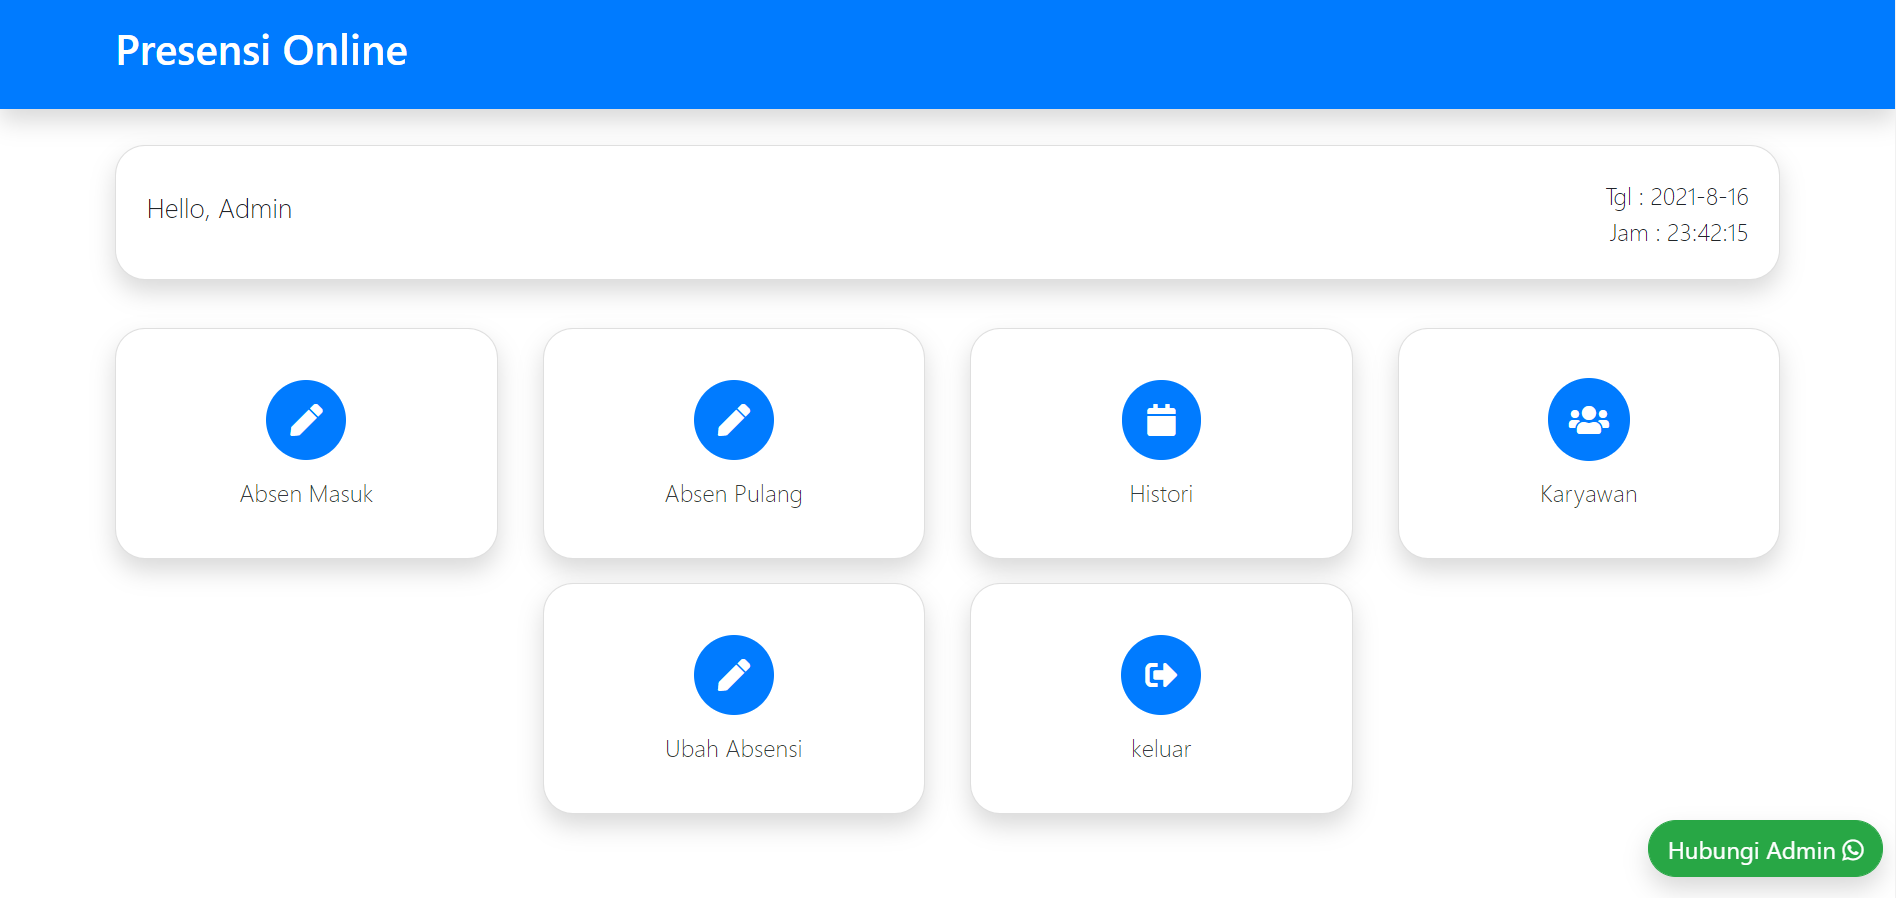 Presensi Online
Hello, Admin
Tgl : 2021-8-16
Jam : 23:42:15
Absen Masuk
Absen Pulang
Histori
Karyawan
Ubah Absensi
keluar
Hubungi Admin